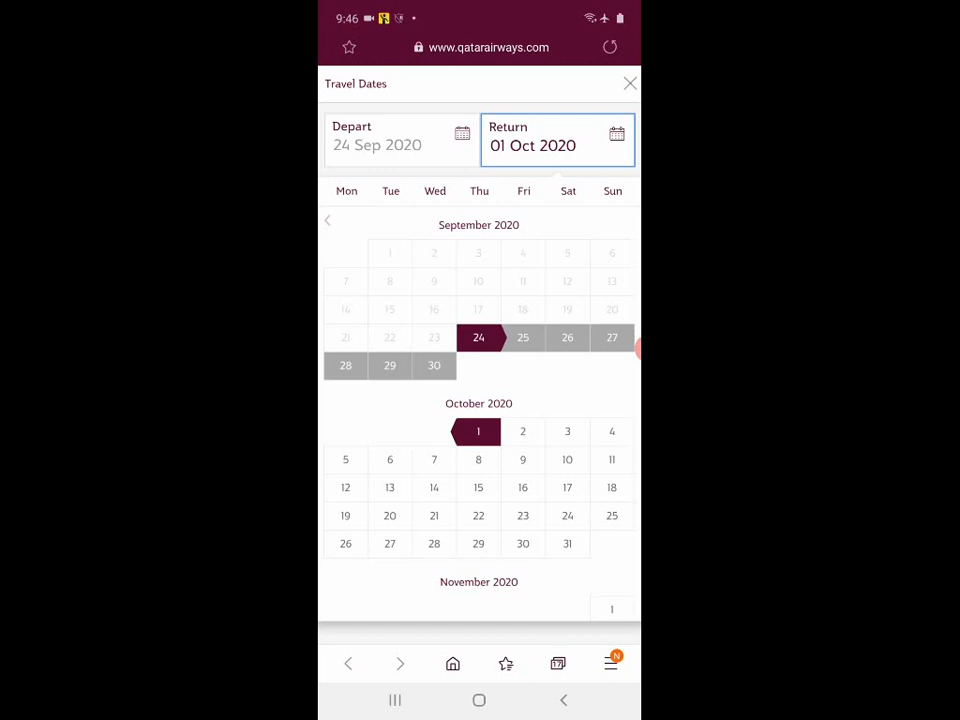 9:46
www.qatarairways.com
Travel Dates
Depart
24 Sep 2020
Return
01 Oct 2020
Mon Tue Wed Thu Fri Sat Sun
September 2020
1 2 3 4 5 6
7 8 9 10 11 12 13
14 15 16 17 18 19 20
21 22 23 24 25 26 27
28 29 30
October 2020
1 2 3 4
5 6 7 8 9 10 11
12 13 14 15 16 17 18
19 20 21 22 23 24 25
26 27 28 29 30 31
November 2020
1
17
N